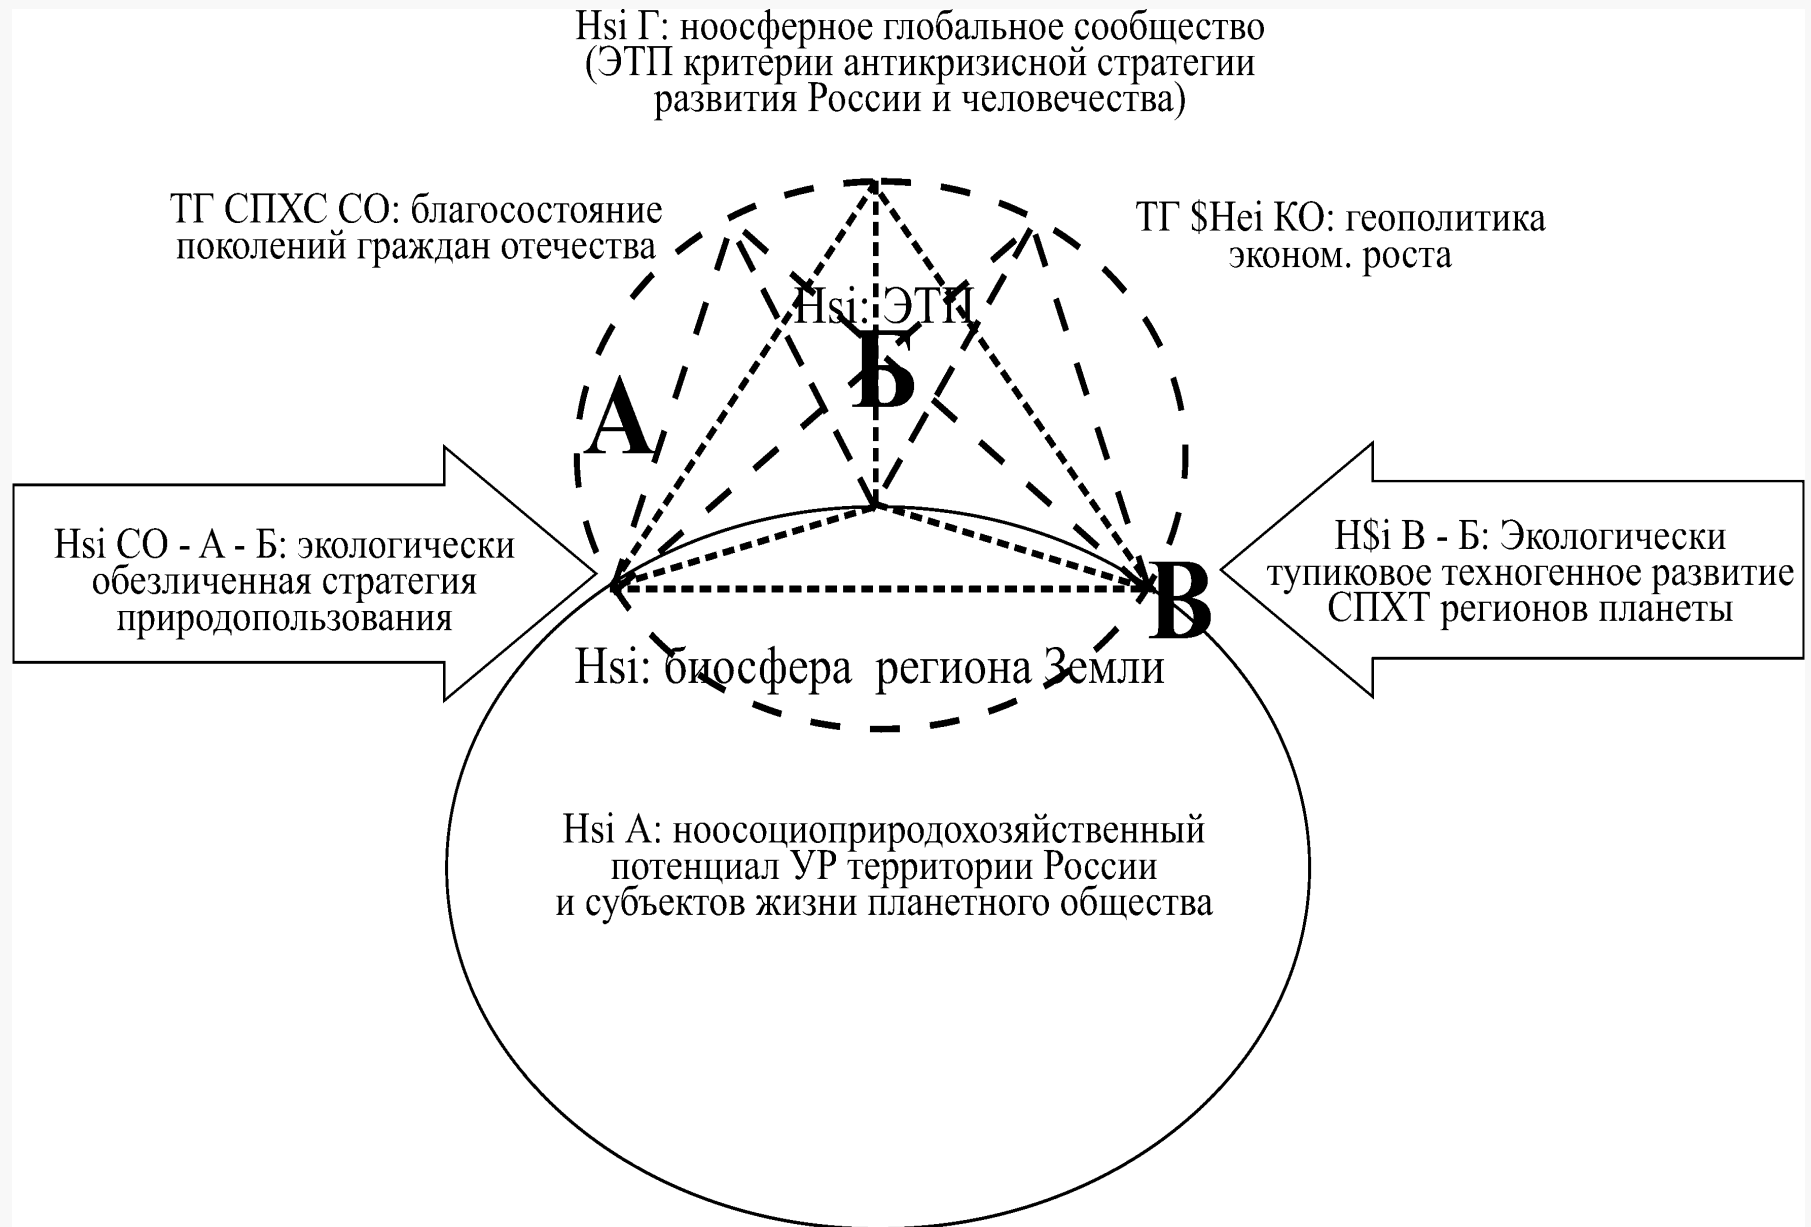 Hsi Г: ноосферное глобальное сообщество
(ЭТП критерии антикризисной стратегии
развития России и человечества)
ТГ СПХС СО: благосостояние
поколений граждан отечества
ТГ $Hei КО: геополитика
эконом. роста
Hsi: ЭТП
Б
А
Hsi СО - А - Б: экологически
обезличенная стратегия
природопользования
H$i В - Б: Экологически
тупиковое техногенное развитие
СПХТ регионов планеты
В
Hsi: биосфера региона Земли
Hsi А: ноосоциоприродохозяйственный
потенциал УР территории России
и субъектов жизни планетного общества